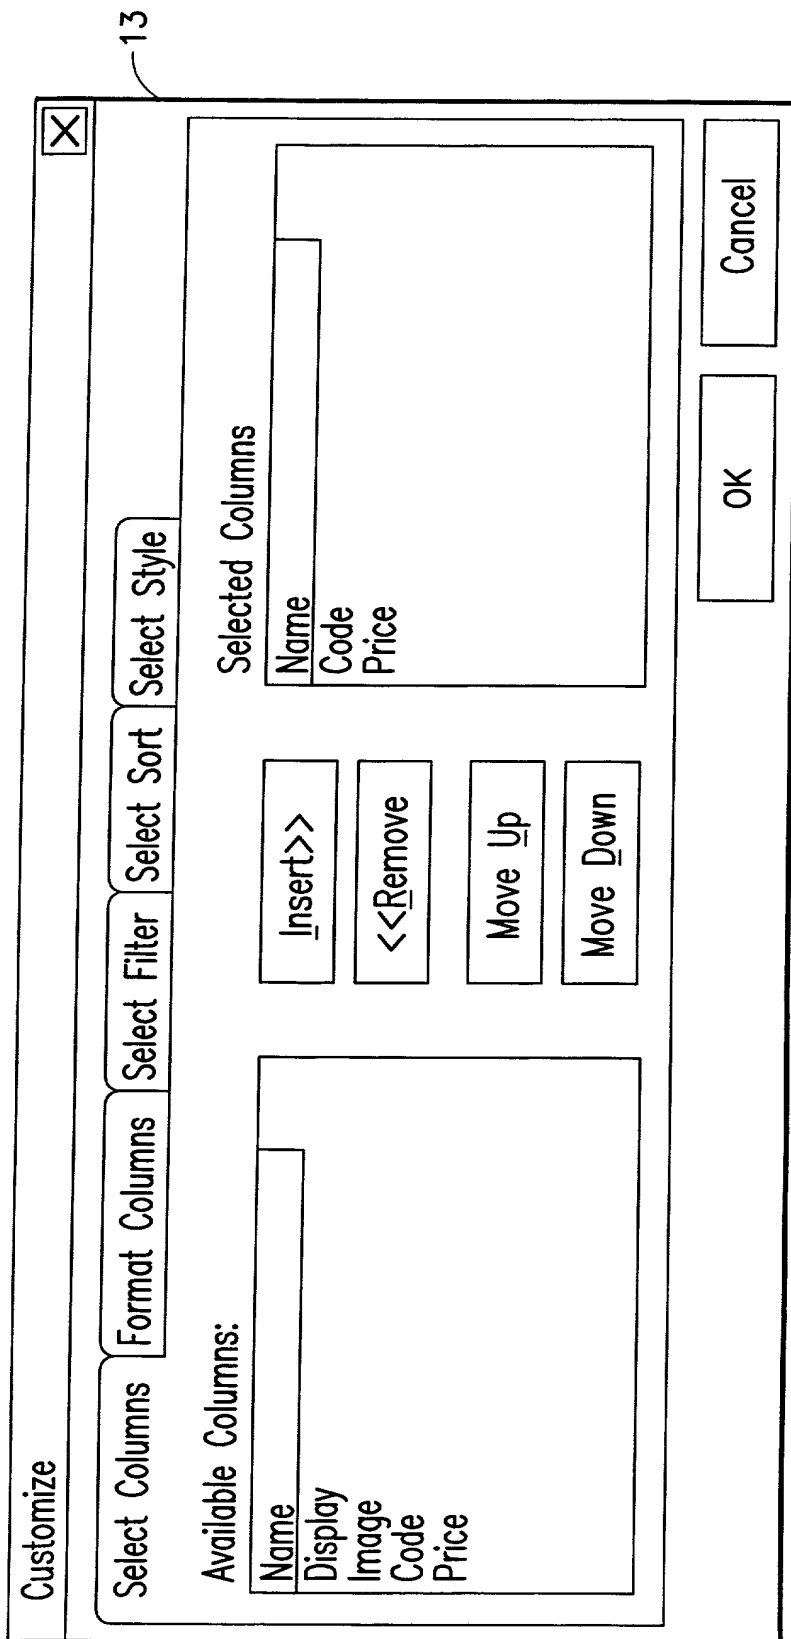 13
Customize
Select Columns
Format Columns
Select Filter
Select Sort
Select Style
Available Columns:
Name
Display
Image
Code
Price
Insert>>
<<Remove
Move Up
Move Down
Selected Columns
Name
Code
Price
OK
Cancel